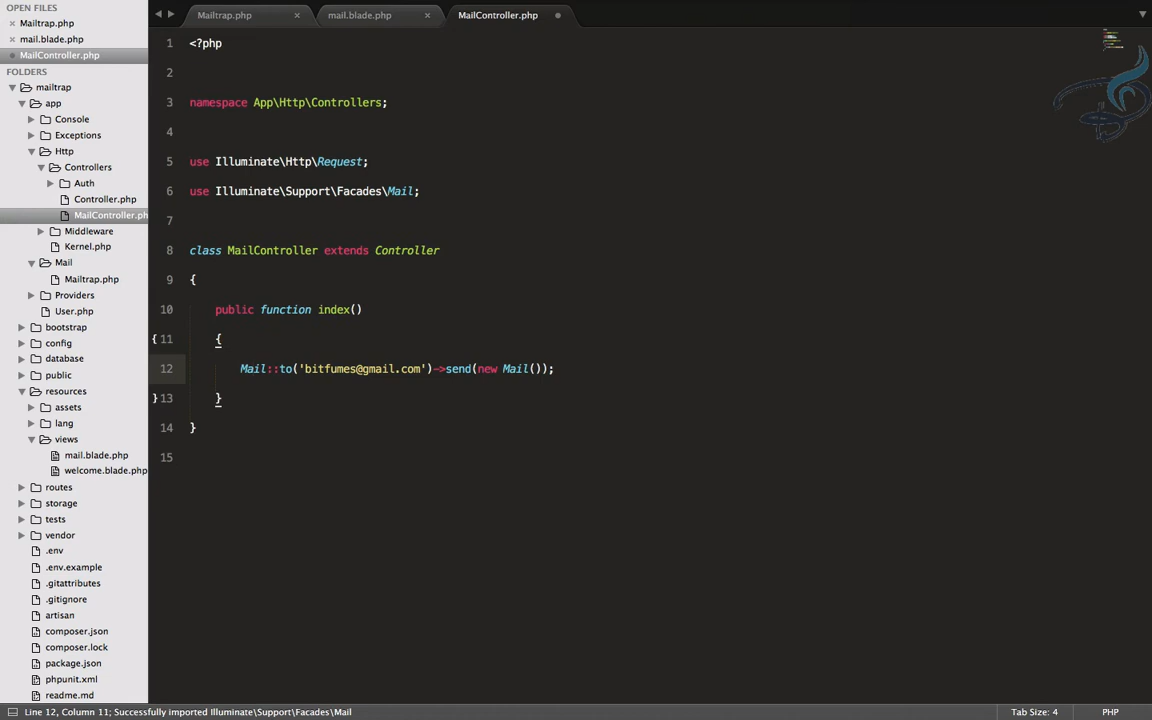 OPEN FILES
Mailtrap.php
mail.blade.php
MailController.php
FOLDERS
mailtrap
app
Console
Exceptions
Http
Controllers
Auth
Controller.php
MailController.ph
Middleware
Kernel.php
Mail
Mailtrap.php
Providers
User.php
bootstrap
config
database
public
resources
assets
lang
views
mail.blade.php
welcome.blade.php
routes
storage
tests
vendor
.env
.env.example
.gitattributes
.gitignore
artisan
composer.json
composer.lock
package.json
phpunit.xml
readme.md
Mailtrap.php
mail.blade.php
MailController.php
1 <?php
2
3 namespace App\Http\Controllers;
4
5 use Illuminate\Http\Request;
6 use Illuminate\Support\Facades\Mail;
7
8 class MailController extends Controller
9 {
10 public function index()
{ 11 {
12 Mail::to('bitfumes@gmail.com')->send(new Mail());
} 13 }
14 }
15
Line 12, Column 11; Successfully imported Illuminate\Support\Facades\Mail
Tab Size: 4
PHP